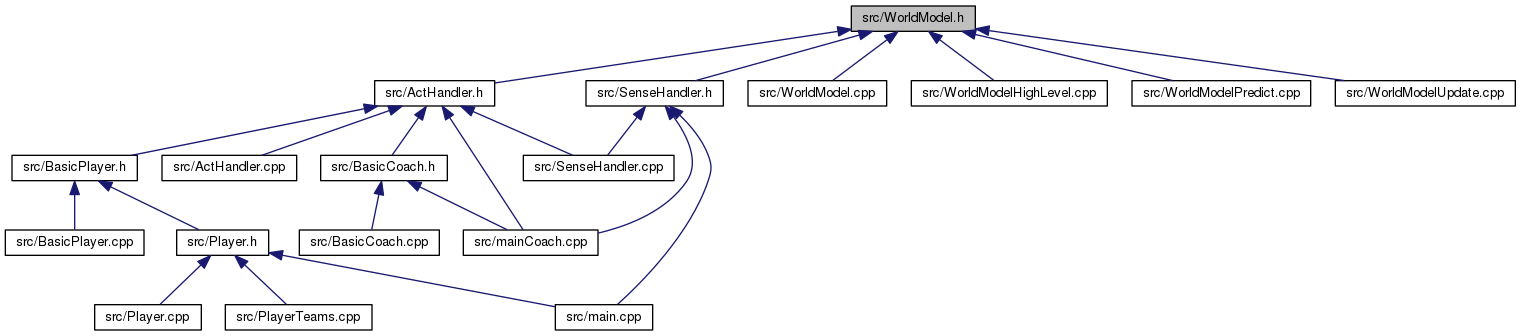 src/WorldModel.h
src/ActHandler.h
src/SenseHandler.h
src/WorldModel.cpp
src/WorldModelHighLevel.cpp
src/WorldModelPredict.cpp
src/WorldModelUpdate.cpp
src/BasicPlayer.h
src/ActHandler.cpp
src/BasicCoach.h
src/SenseHandler.cpp
src/BasicPlayer.cpp
src/Player.h
src/BasicCoach.cpp
src/mainCoach.cpp
src/Player.cpp
src/PlayerTeams.cpp
src/main.cpp